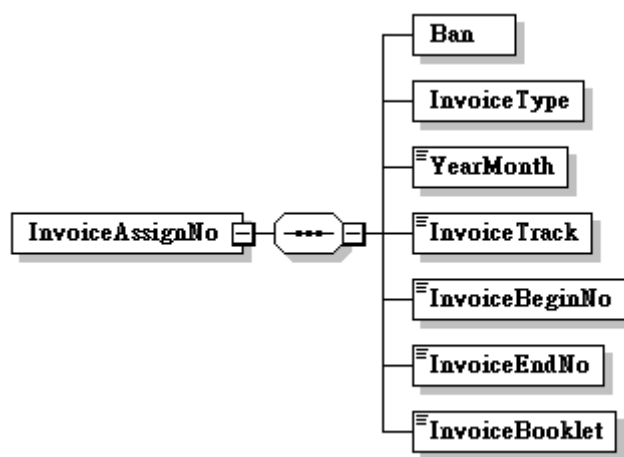 Ban
InvoiceType
YearMonth
InvoiceAssignNo
InvoiceTrack
InvoiceBeginNo
InvoiceEndNo
InvoiceBooklet